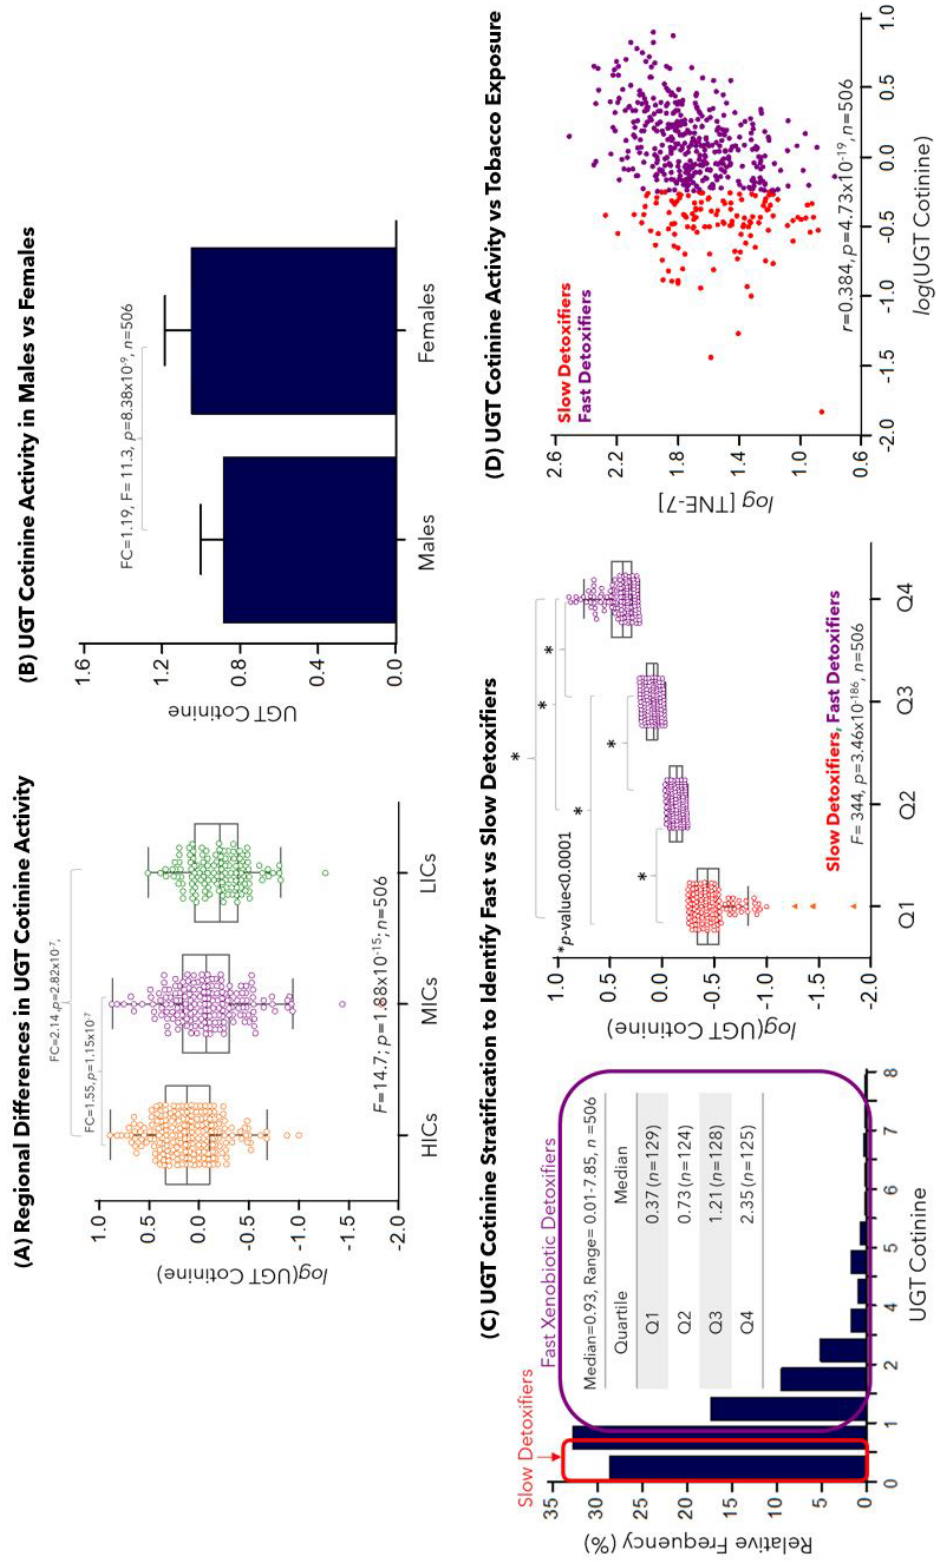 (A) Regional Differences in UGT Cotinine Activity
FC=2.14,p=2.82x10-7,
FC=1.55, p=1.15x10-7
log(UGT Cotinine)
1.0
0.5
0.0
-0.5
-1.0
-1.5
-2.0
F=14.7; p=1.88x10-15; n=506
HICs
MICs
LICs
(B) UGT Cotinine Activity in Males vs Females
FC=1.19, F= 11.3, p=8.38x10-9, n=506
UGT Cotinine
1.6
1.2
0.8
0.4
0.0
Males
Females
(C) UGT Cotinine Stratification to Identify Fast vs Slow Detoxifiers
Slow Detoxifiers
Fast Xenobiotic Detoxifiers
Median=0.93, Range= 0.01-7.85, n =506
Quartile Median
Q1 0.37 (n=129)
Q2 0.73 (n=124)
Q3 1.21 (n=128)
Q4 2.35 (n=125)
Relative Frequency (%)
35
30
25
20
15
10
5
0
0 1 2 4 5 6 7 8
UGT Cotinine
*p-value<0.0001
*
*
*
*
*
*
log(UGT Cotinine)
1.0
0.5
0.0
-0.5
-1.0
-1.5
-2.0
Slow Detoxifiers, Fast Detoxifiers
F= 344, p=3.46x10-186, n=506
Q1
Q2
Q3
Q4
(D) UGT Cotinine Activity vs Tobacco Exposure
Slow Detoxifiers
Fast Detoxifiers
log [TNE-7]
2.6
2.2
1.8
1.4
1.0
0.6
r=0.384, p=4.73x10-19, n=506
-2.0 -1.5 -1.0 -0.5 0.0 0.5 1.0
log(UGT Cotinine)